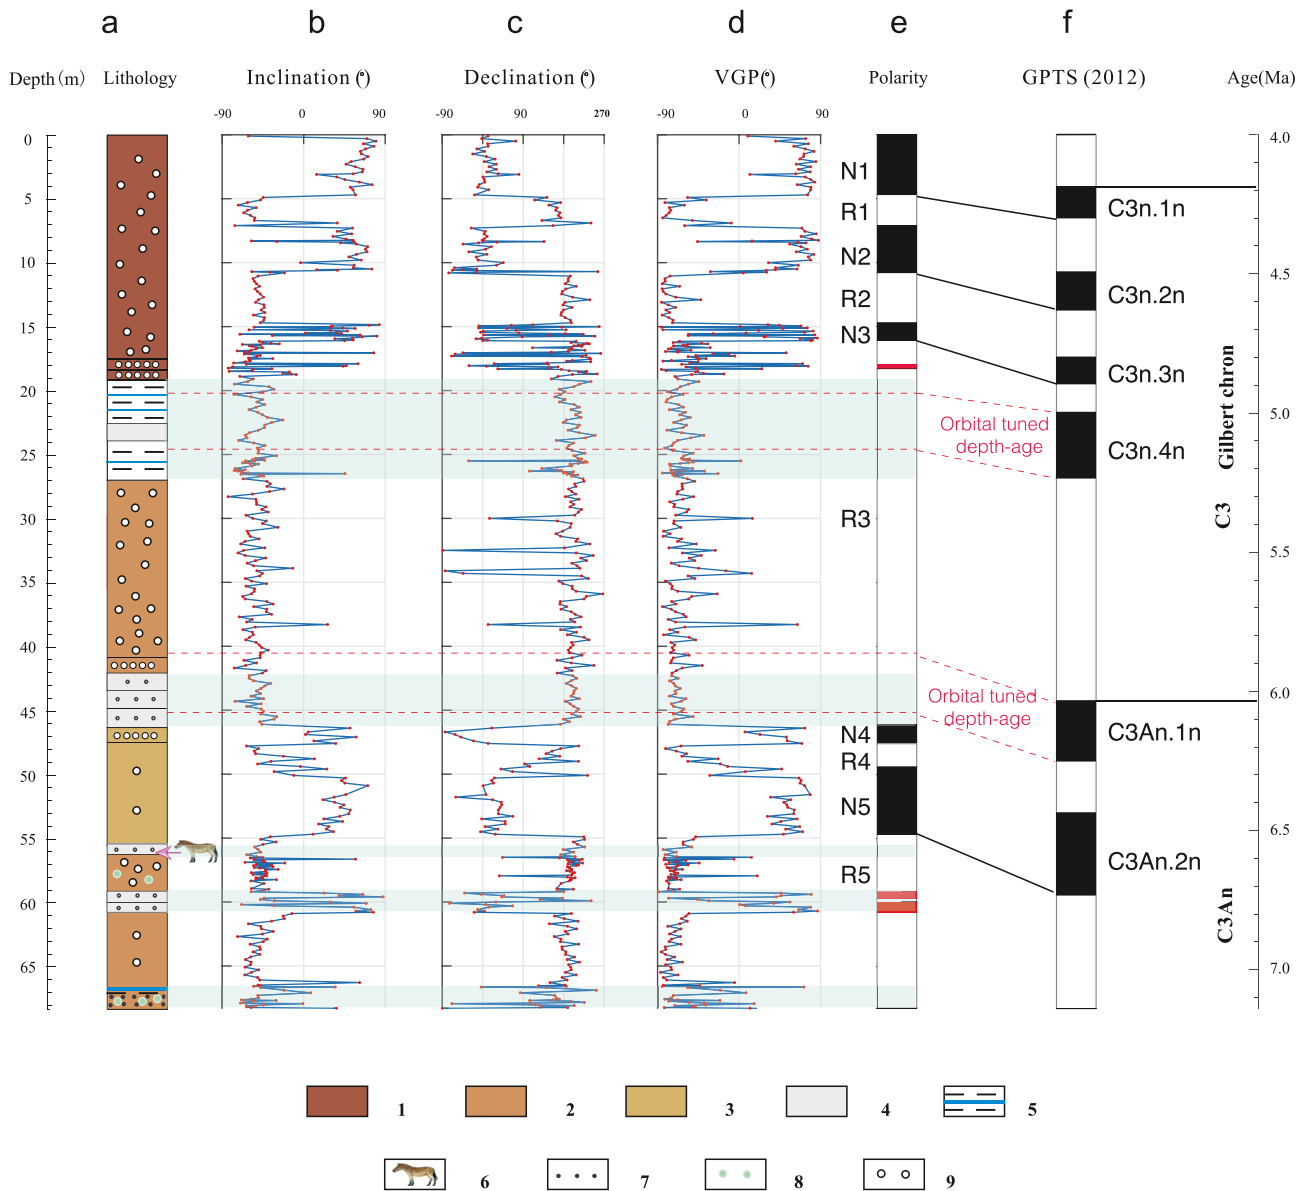 a b c d e f
Depth(m) Lithology Inclination (°) Declination (°) VGP(°) Polarity GPTS (2012) Age(Ma)
-90 0 90 -90 90 270 -90 0 90
0 4.0
N1
5 R1 C3n.1n
N2
10 4.5
R2 C3n.2n
15 N3
C3n.3n
20 5.0
Orbital tuned
depth-age
C3n.4n
25
Gilbert chron
30 R3 C3
5.5
35
40
6.0
Orbital tuned
depth-age
45 N4 C3An.1n
R4
50
N5
55 6.5
C3An.2n
R5
60 C3An
65 7.0
1 2 3 4 5
6 7 8 9